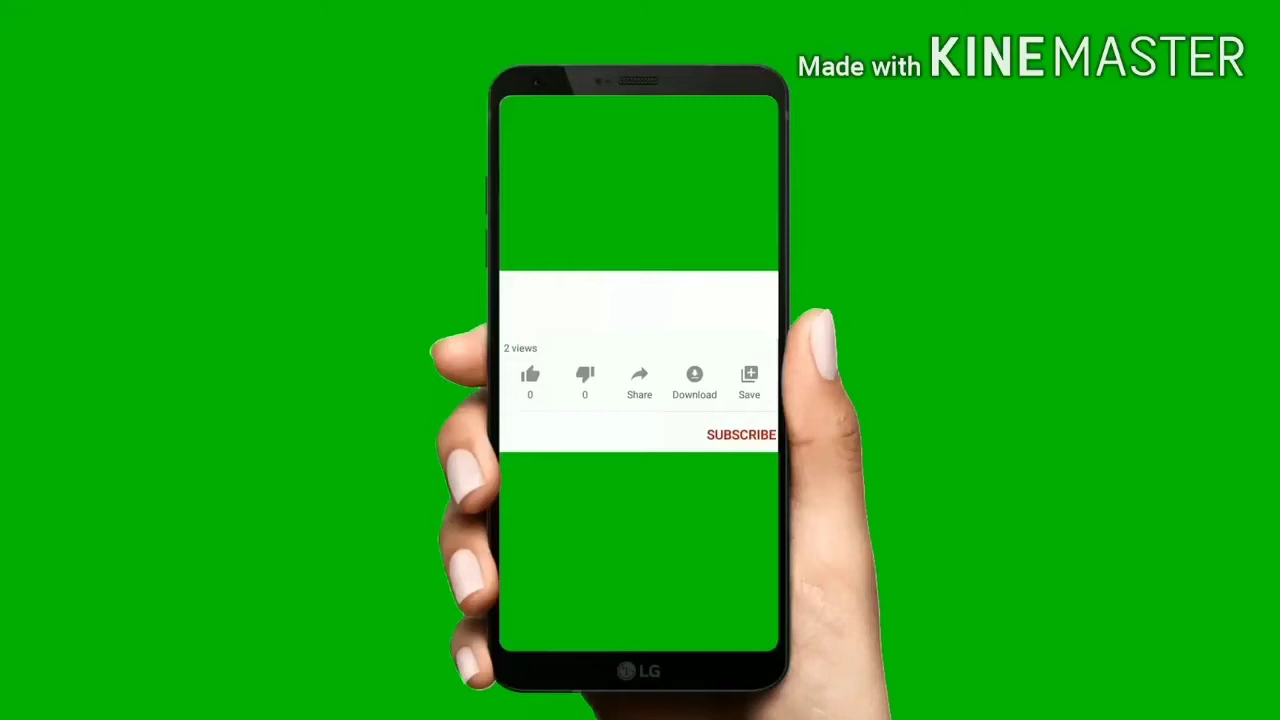 Made with KINEMASTER
2 views
0 0 Share Download Save
SUBSCRIBE
LG